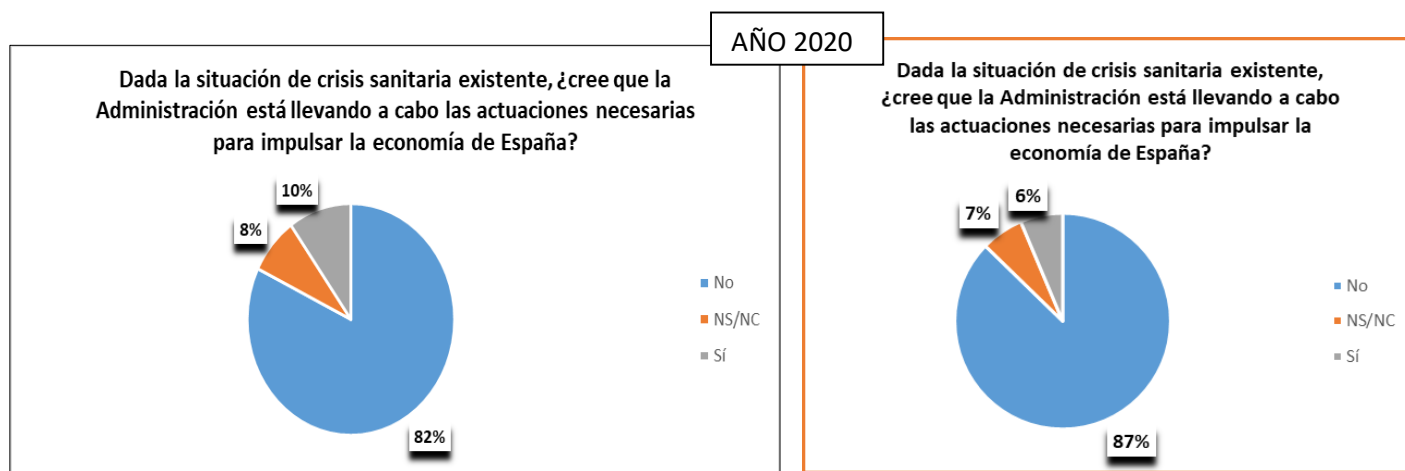 AÑO 2020
Dada la situación de crisis sanitaria existente, ¿cree que la
Administración está llevando a cabo las actuaciones necesarias
para impulsar la economía de España?
10%
8%
No
NS/NC
Sí
82%
Dada la situación de crisis sanitaria existente,
¿cree que la Administración está llevando a cabo
las actuaciones necesarias para impulsar la
economía de España?
6%
7%
No
NS/NC
Sí
87%